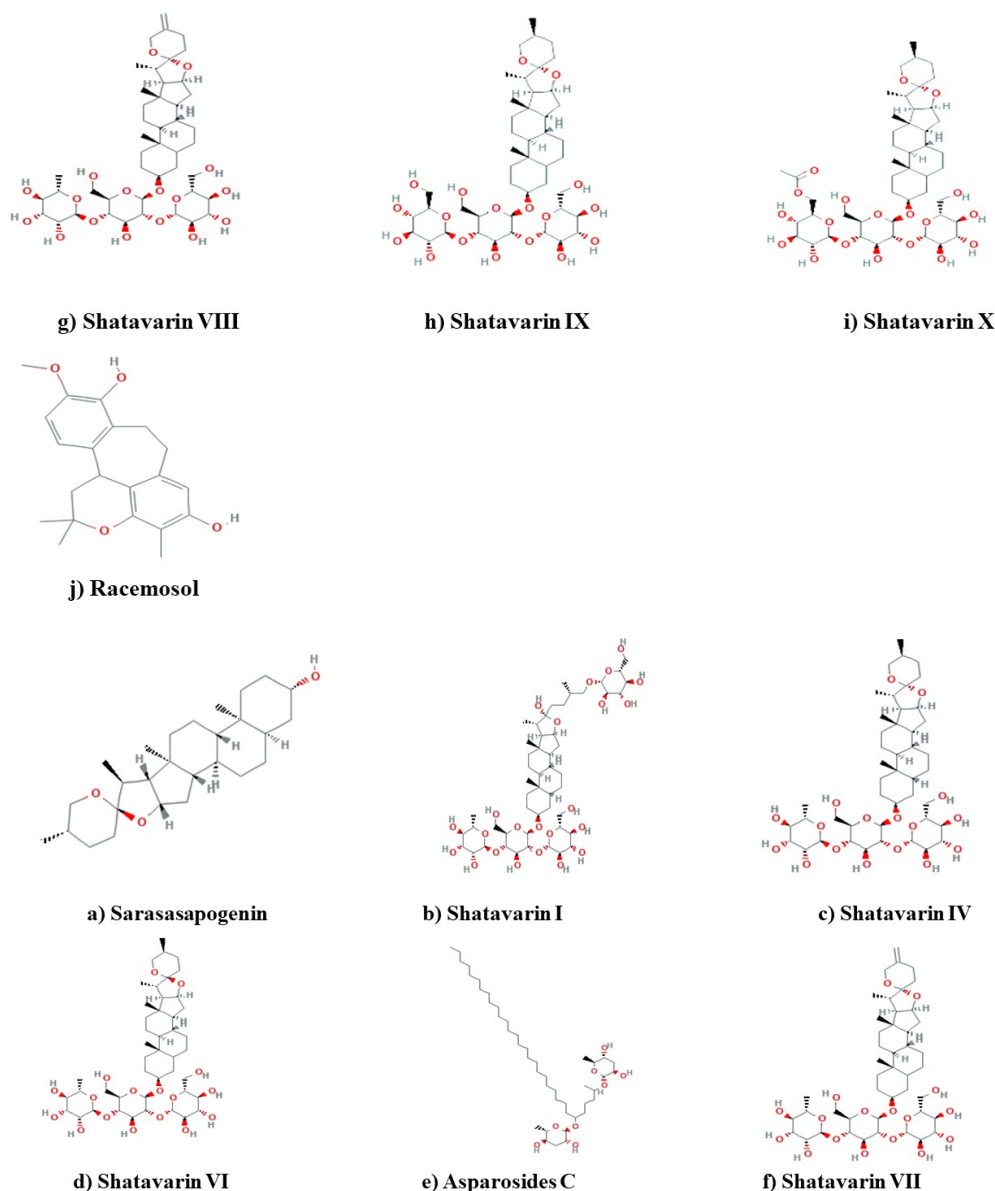 g) Shatavarin VIII
h) Shatavarin IX
i) Shatavarin X
j) Racemosol
a) Sarasasapogenin
b) Shatavarin I
c) Shatavarin IV
d) Shatavarin VI
e) Asparosides C
f) Shatavarin VII